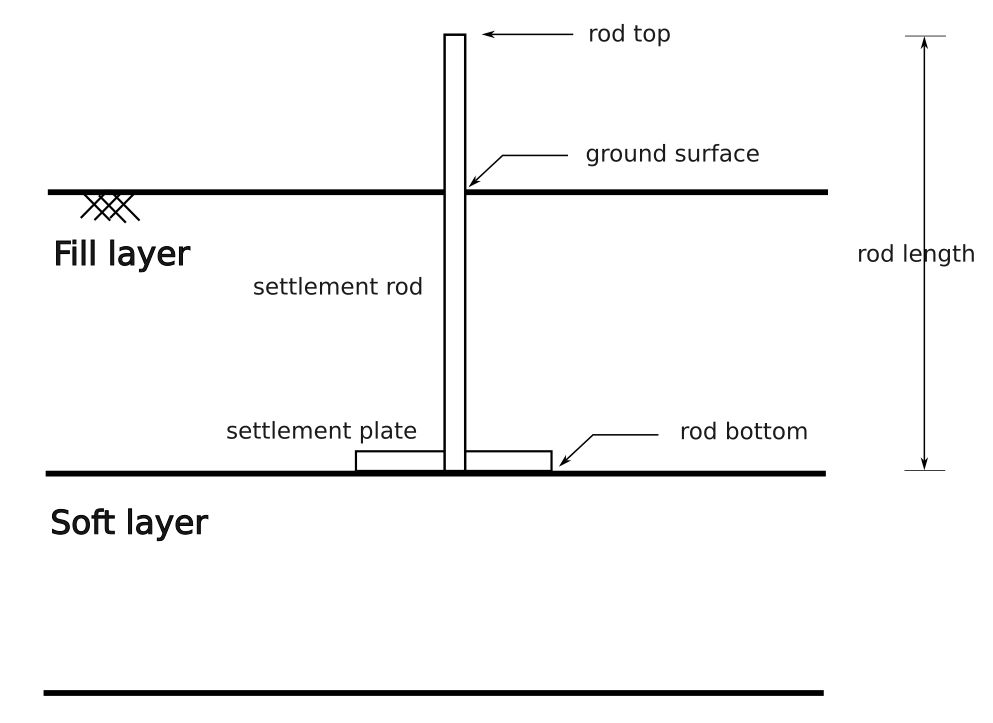 rod top
ground surface
Fill layer
rod length
settlement rod
settlement plate
rod bottom
Soft layer